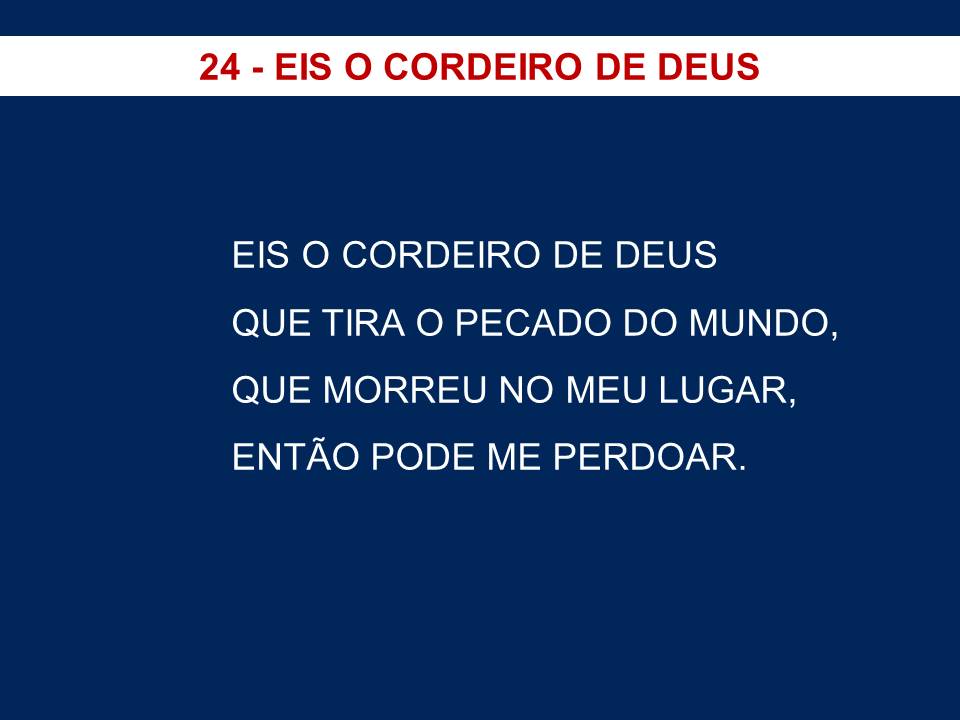 24 - EIS O CORDEIRO DE DEUS
EIS O CORDEIRO DE DEUS
QUE TIRA O PECADO DO MUNDO,
QUE MORREU NO MEU LUGAR,
ENTÃO PODE ME PERDOAR.